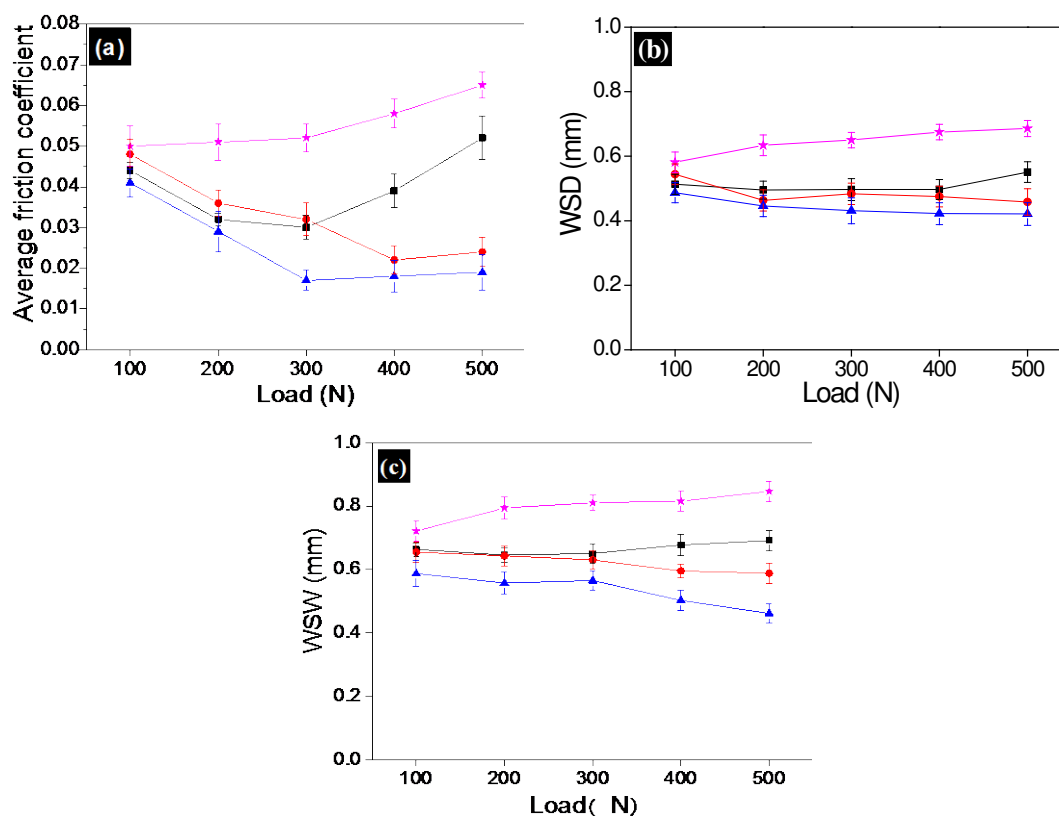 (a)
Average friction coefficient
0.08
0.07
0.06
0.05
0.04
0.03
0.02
0.01
0.00
100 200 300 400 500
Load (N)
(b)
WSD (mm)
1.0
0.8
0.6
0.4
0.2
0.0
100 200 300 400 500
Load (N)
(c)
WSW (mm)
1.0
0.8
0.6
0.4
0.2
0.0
100 200 300 400 500
Load( N)